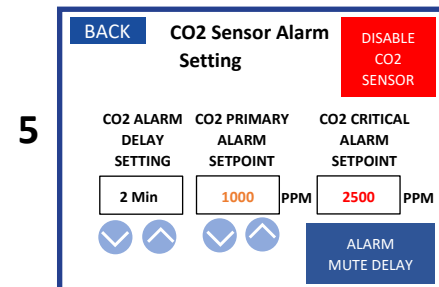 BACK
CO2 Sensor Alarm
Setting
DISABLE
CO2
SENSOR
5
CO2 ALARM
DELAY
SETTING
CO2 PRIMARY
ALARM
SETPOINT
CO2 CRITICAL
ALARM
SETPOINT
2 Min
1000 PPM
2500 PPM
ALARM
MUTE DELAY